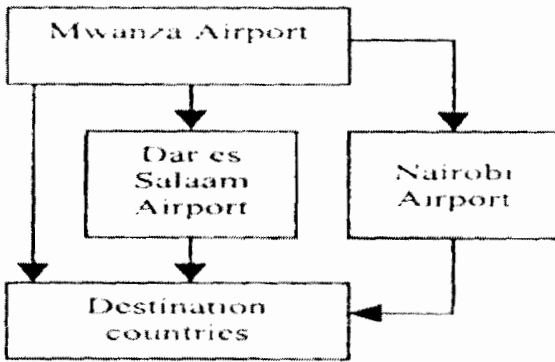 Mwanza Airport
Dar es
Salaam
Airport
Nairobi
Airport
Destination
countries